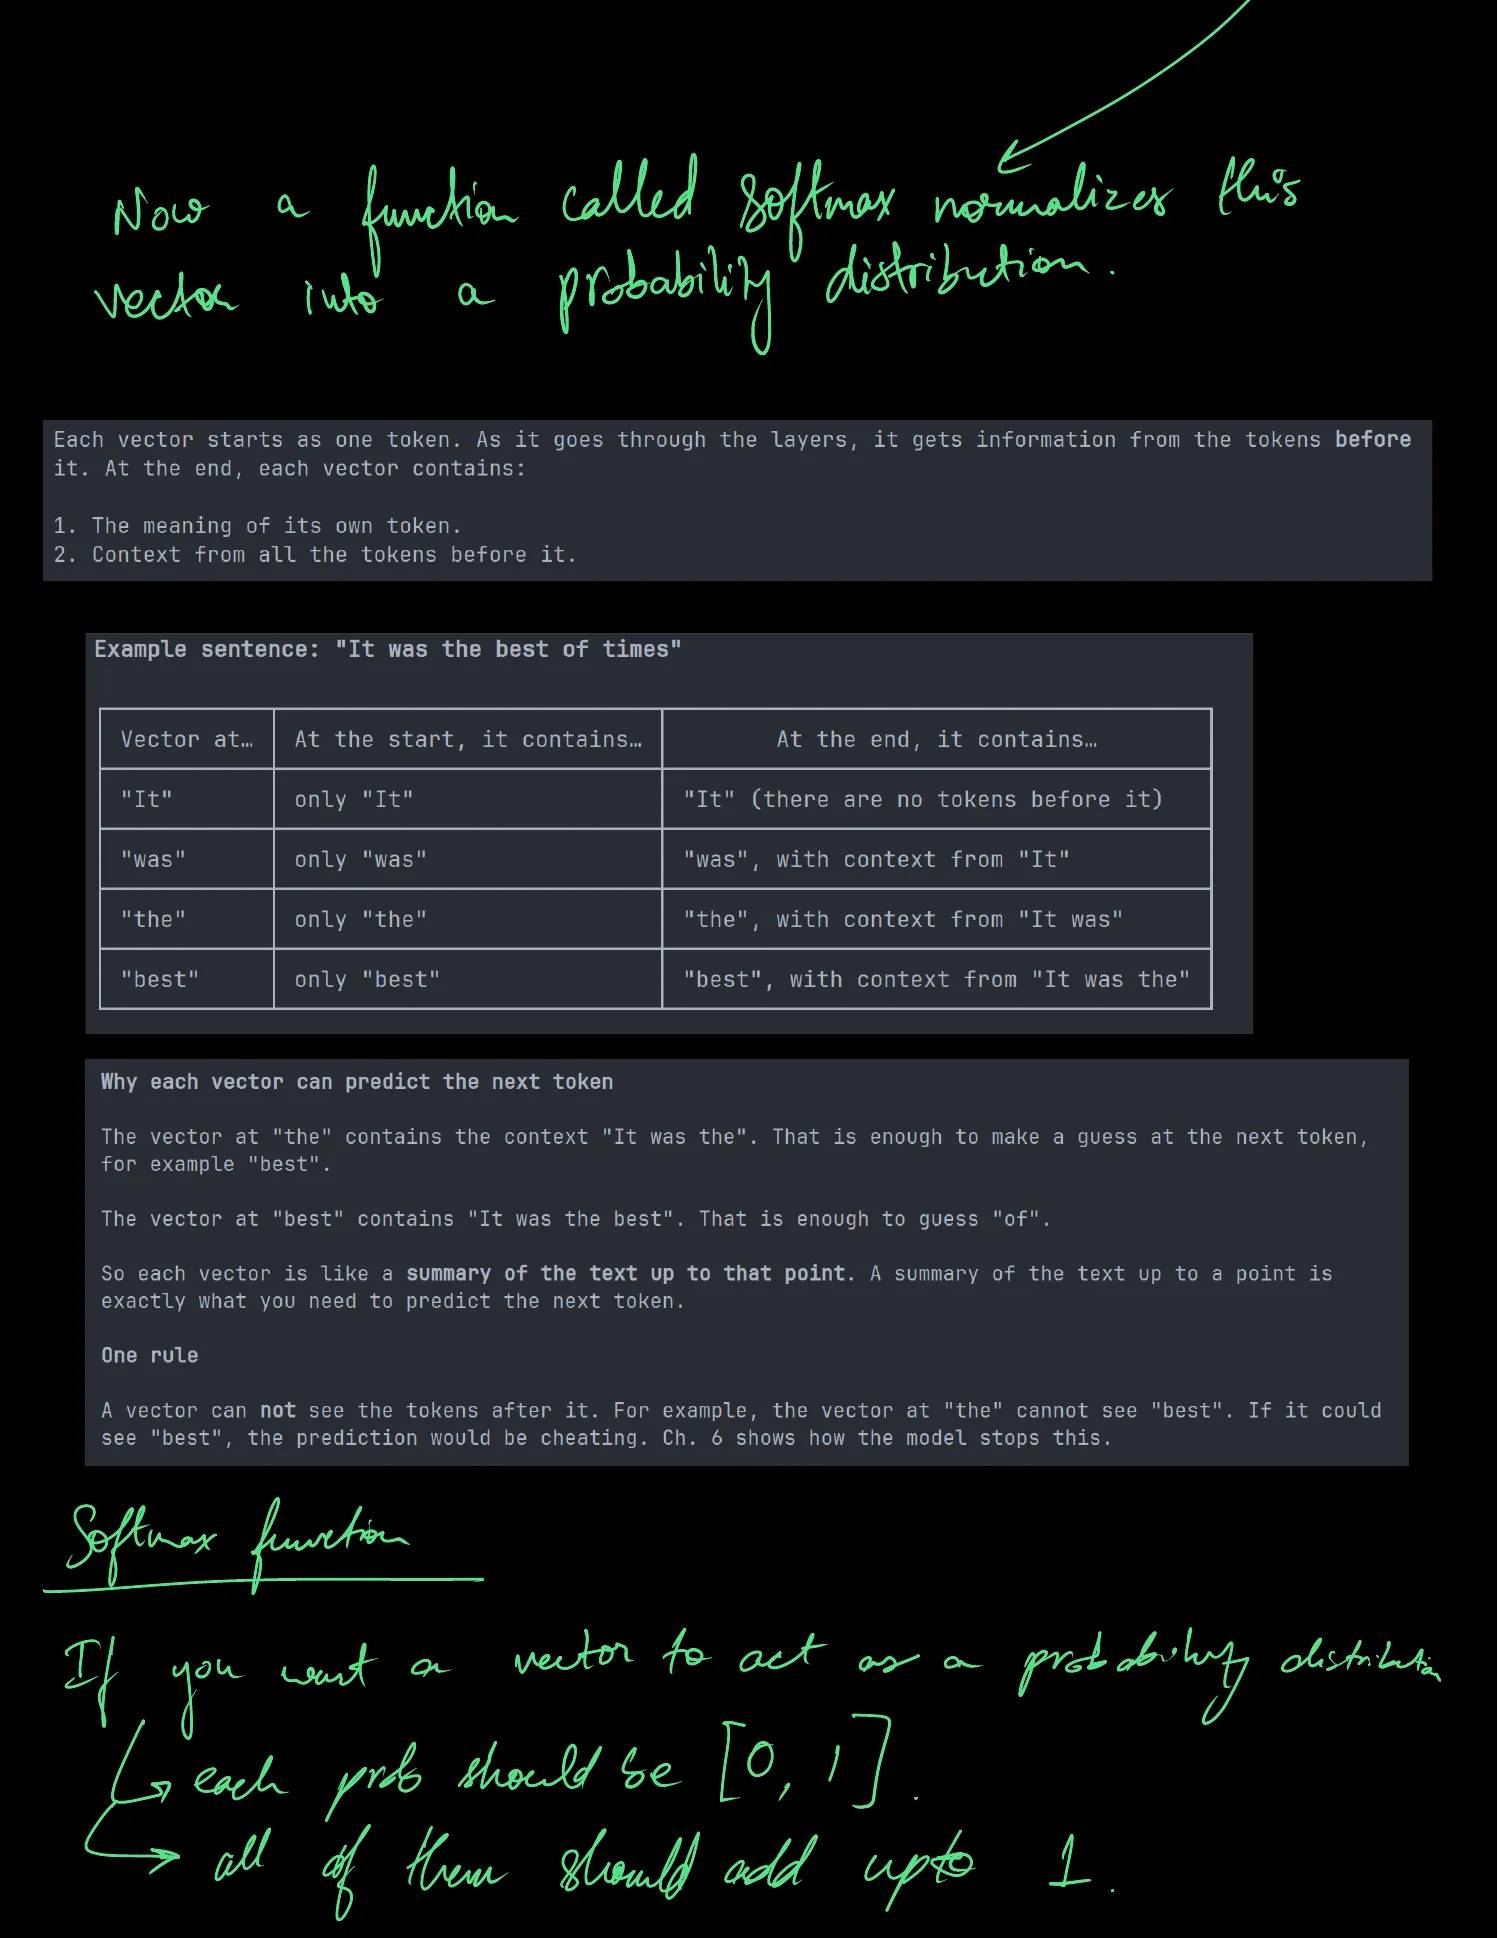 Now a function called Softmax normalizes this
vector into a probability distribution.
Each vector starts as one token. As it goes through the layers, it gets information from the tokens before
it. At the end, each vector contains:
1. The meaning of its own token.
2. Context from all the tokens before it.
Example sentence: "It was the best of times"
Vector at… At the start, it contains… At the end, it contains…
"It" only "It" "It" (there are no tokens before it)
"was" only "was" "was", with context from "It"
"the" only "the" "the", with context from "It was"
"best" only "best" "best", with context from "It was the"
Why each vector can predict the next token
The vector at "the" contains the context "It was the". That is enough to make a guess at the next token,
for example "best".
The vector at "best" contains "It was the best". That is enough to guess "of".
So each vector is like a summary of the text up to that point. A summary of the text up to a point is
exactly what you need to predict the next token.
One rule
A vector can not see the tokens after it. For example, the vector at "the" cannot see "best". If it could
see "best", the prediction would be cheating. Ch. 6 shows how the model stops this.
Softmax function
If you want a vector to act as a probability distribution
each prob should be [0, 1].
all of them should add upto 1.